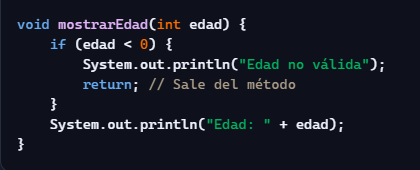 void mostrarEdad(int edad) {
    if (edad < 0) {
        System.out.println("Edad no válida");
        return; // Sale del método
    }
    System.out.println("Edad: " + edad);
}